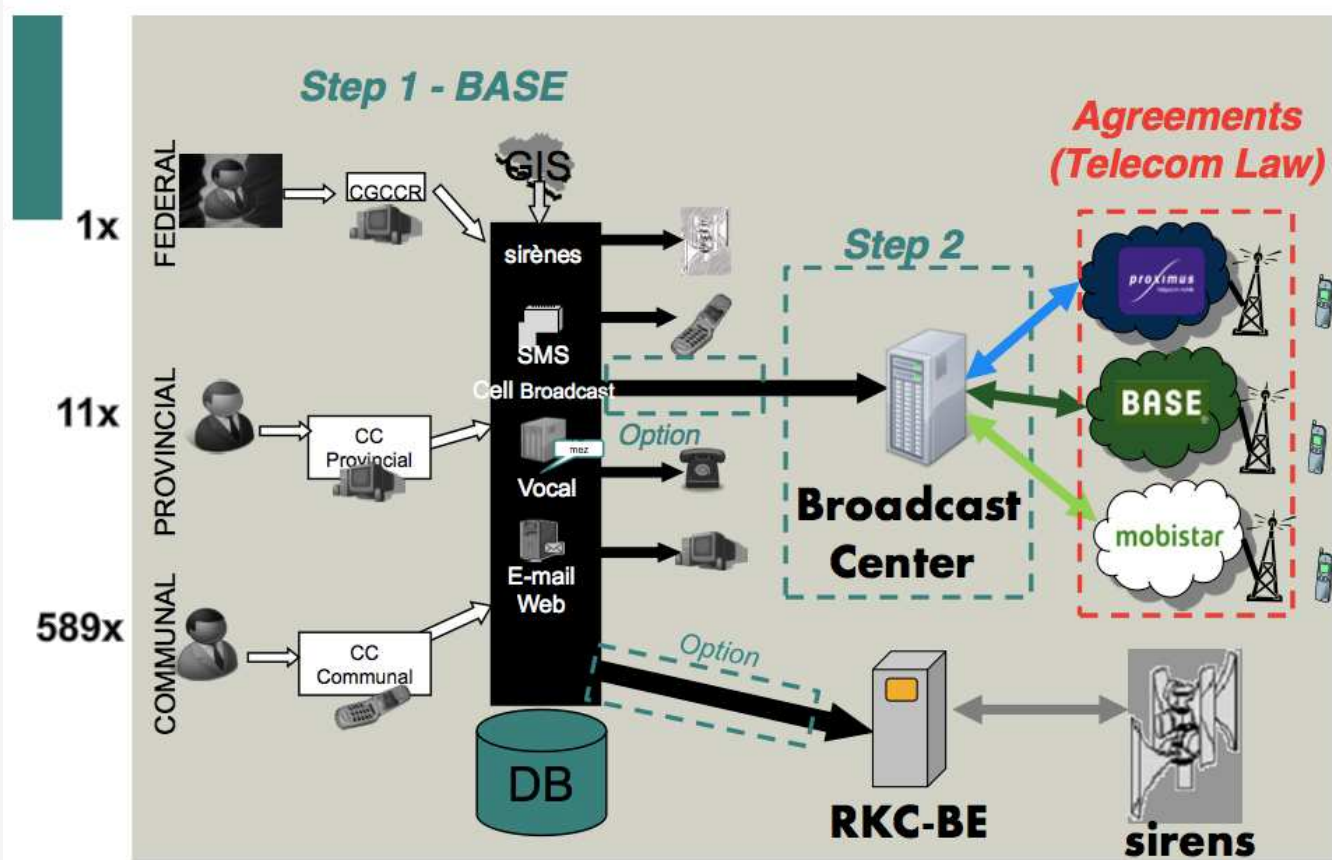 Step 1 - BASE
Agreements
(Telecom Law)
1x
FEDERAL
CGCCR
GIS
sirènes
SMS
Cell Broadcast
Option
mez
Vocal
E-mail
Web
DB
11x
PROVINCIAL
CC
Provincial
589x
COMMUNAL
CC
Communal
Step 2
Broadcast
Center
proximus
BASE
mobistar
Option
RKC-BE
sirens